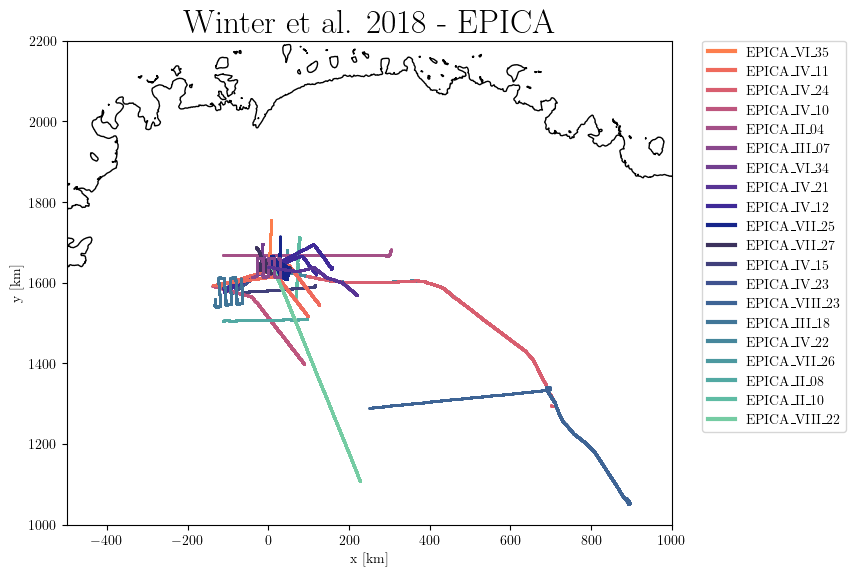 Winter et al. 2018 - EPICA
2200
2000
1800
1600
1400
1200
1000
y [km]
−400
−200
0
200
400
600
800
1000
x [km]
EPICA_VI_35
EPICA_IV_11
EPICA_IV_24
EPICA_IV_10
EPICA_II_04
EPICA_III_07
EPICA_VI_34
EPICA_IV_21
EPICA_IV_12
EPICA_VII_25
EPICA_VII_27
EPICA_IV_15
EPICA_IV_23
EPICA_VIII_23
EPICA_III_18
EPICA_IV_22
EPICA_VII_26
EPICA_II_08
EPICA_II_10
EPICA_VIII_22